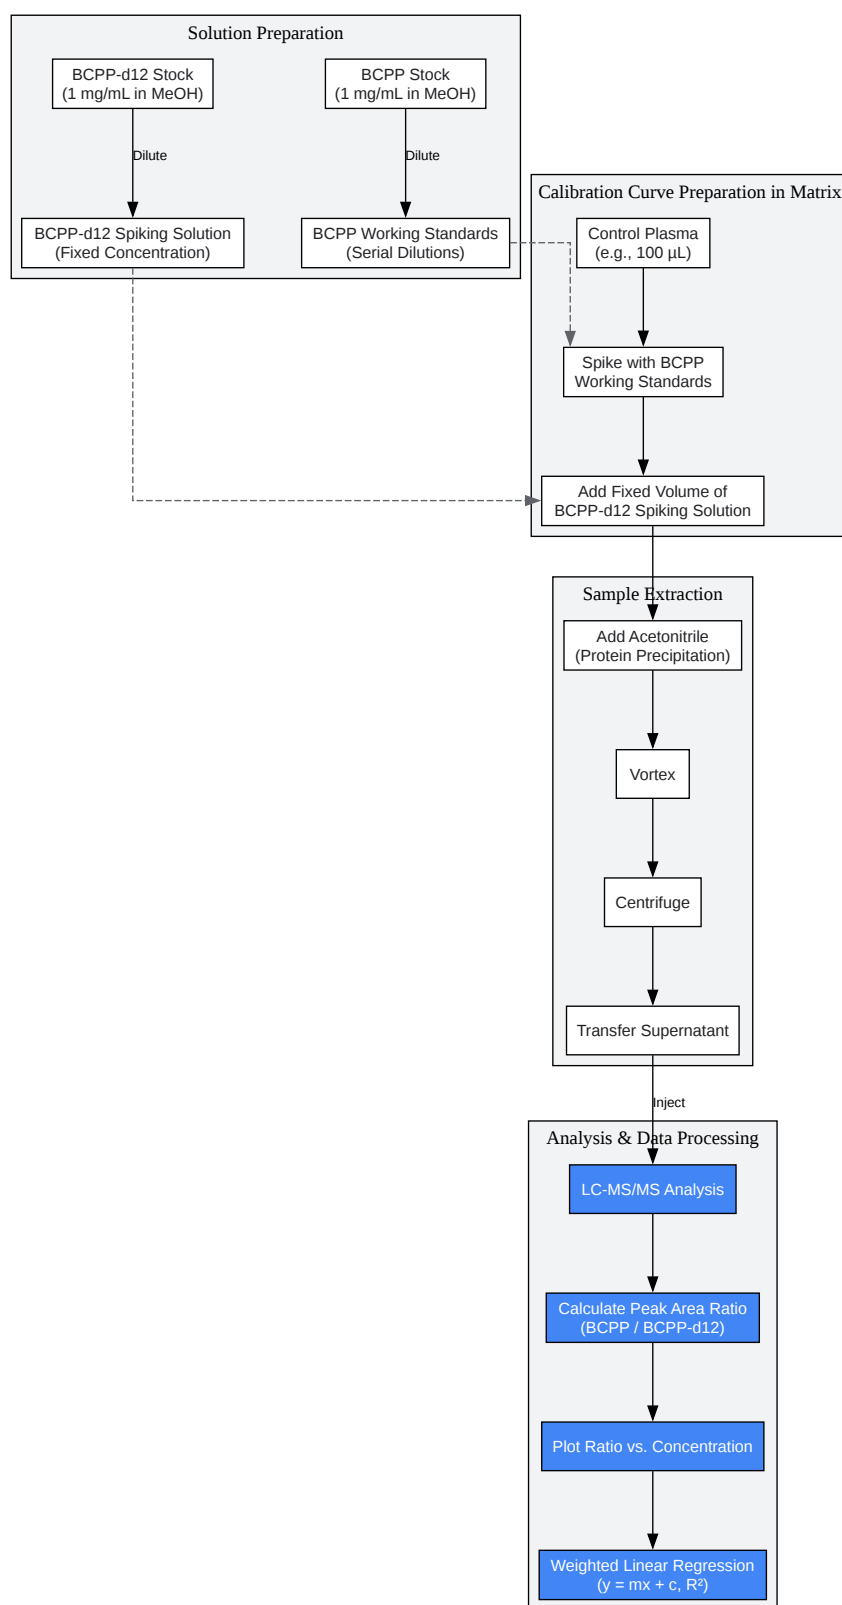 Solution Preparation
BCPP-d12 Stock
(1 mg/mL in MeOH)
BCPP Stock
(1 mg/mL in MeOH)
Dilute
Dilute
BCPP-d12 Spiking Solution
(Fixed Concentration)
BCPP Working Standards
(Serial Dilutions)
Calibration Curve Preparation in Matrix
Control Plasma
(e.g., 100 µL)
Spike with BCPP
Working Standards
Add Fixed Volume of
BCPP-d12 Spiking Solution
Sample Extraction
Add Acetonitrile
(Protein Precipitation)
Vortex
Centrifuge
Transfer Supernatant
Inject
Analysis & Data Processing
LC-MS/MS Analysis
Calculate Peak Area Ratio
(BCPP / BCPP-d12)
Plot Ratio vs. Concentration
Weighted Linear Regression
(y = mx + c, R²)